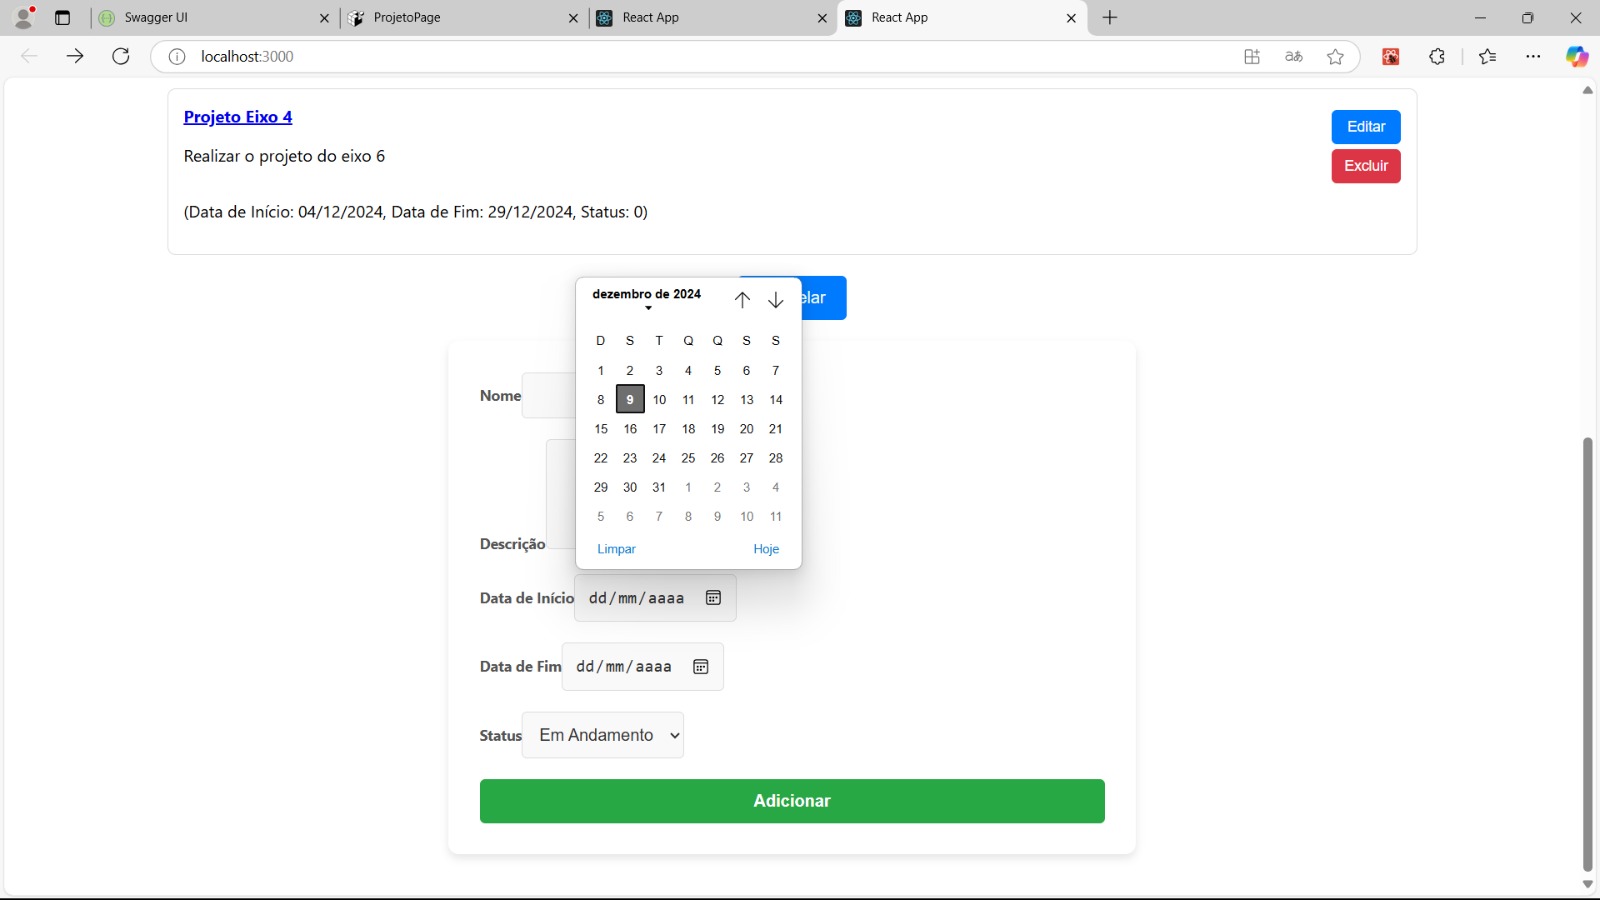 Swagger UI
ProjetoPage
React App
React App
localhost:3000
aあ
Projeto Eixo 4
Editar
Realizar o projeto do eixo 6
Excluir
(Data de Início: 04/12/2024, Data de Fim: 29/12/2024, Status: 0)
dezembro de 2024
elar
D S T Q Q S S
1 2 3 4 5 6 7
Nome
8 9 10 11 12 13 14
15 16 17 18 19 20 21
22 23 24 25 26 27 28
29 30 31 1 2 3 4
5 6 7 8 9 10 11
Descrição
Limpar Hoje
Data de Início dd/mm/aaaa
Data de Fim dd/mm/aaaa
Status Em Andamento
Adicionar